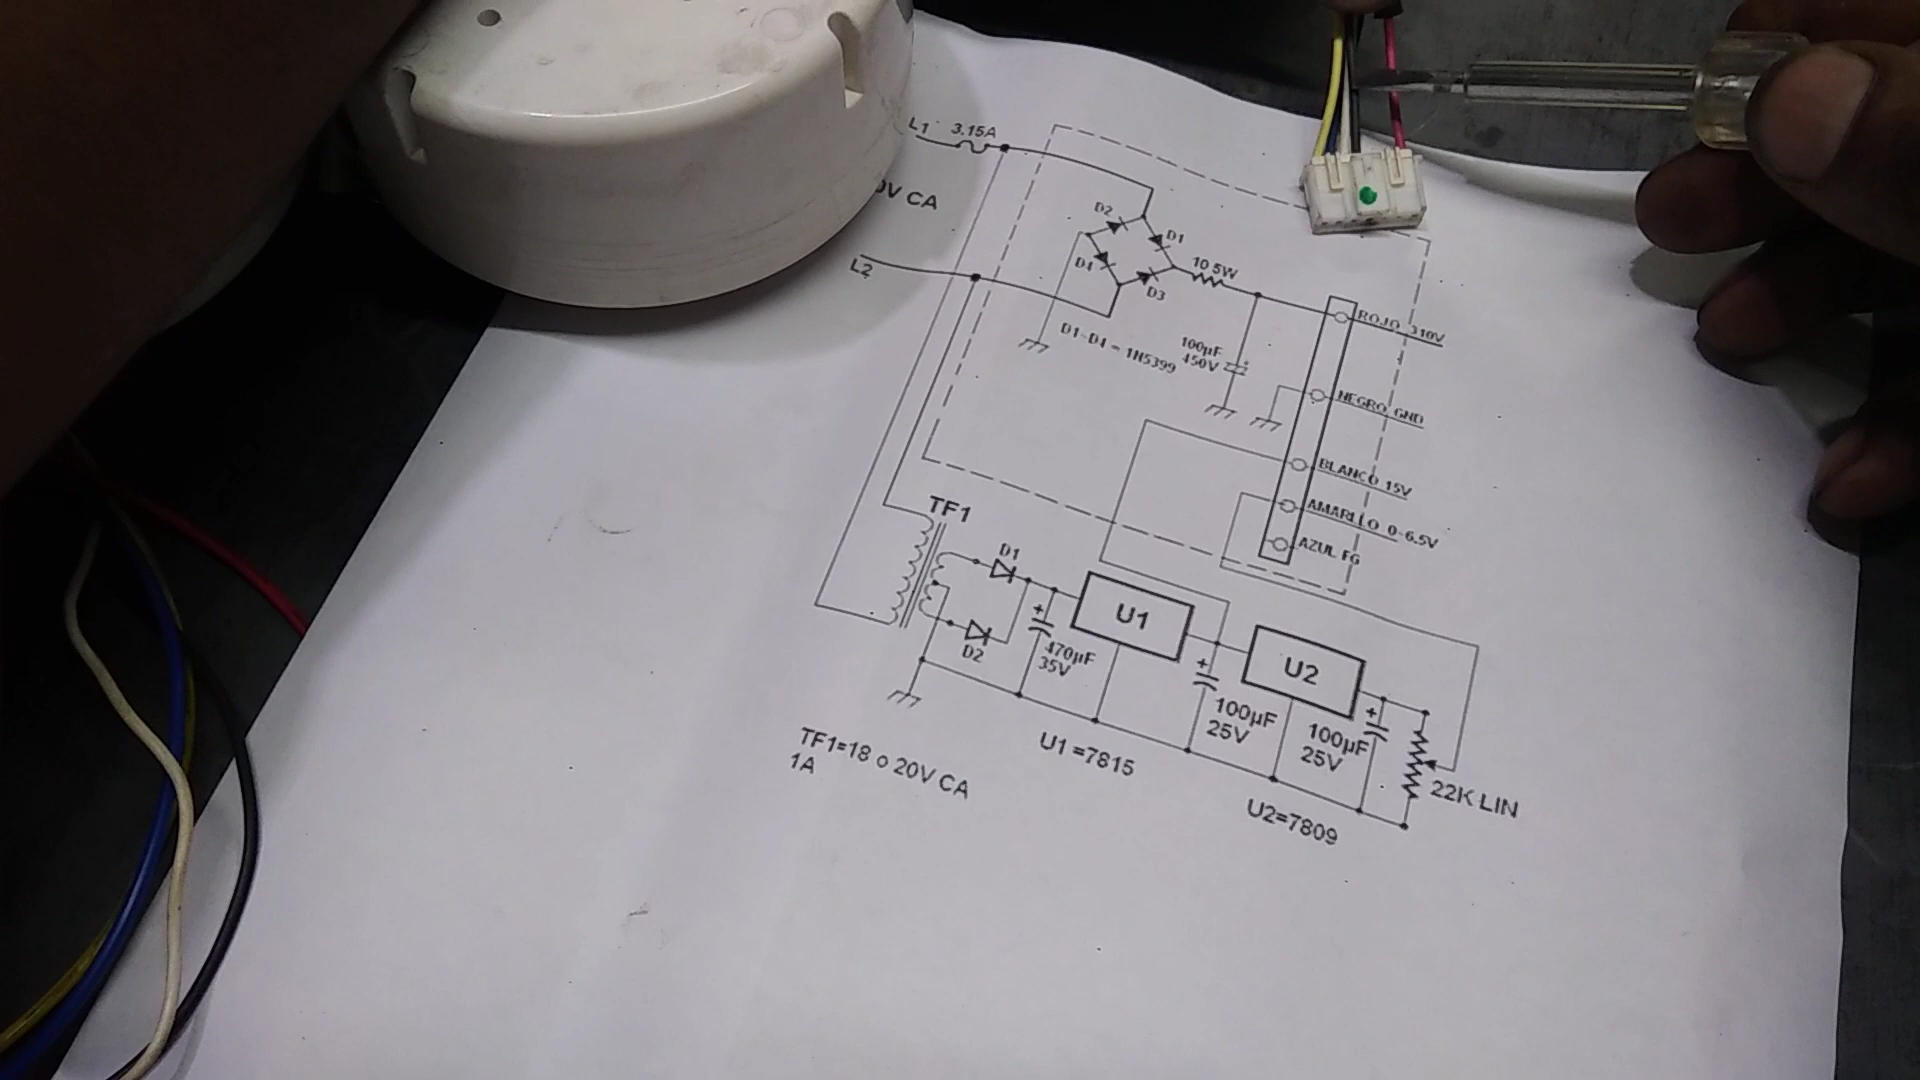 L1 3.15A
0V CA
L2
D2
D1
D4
D3
10 5W
D1-D4 = 1N5399
100µF
450V
ROJO 310V
NEGRO GND
BLANCO 15V
AMARILLO 0-6.5V
AZUL FG
TF1
D1
D2
470µF
35V
U1
U2
100µF
25V
100µF
25V
22K LIN
TF1=18 o 20V CA
1A
U1 =7815
U2=7809